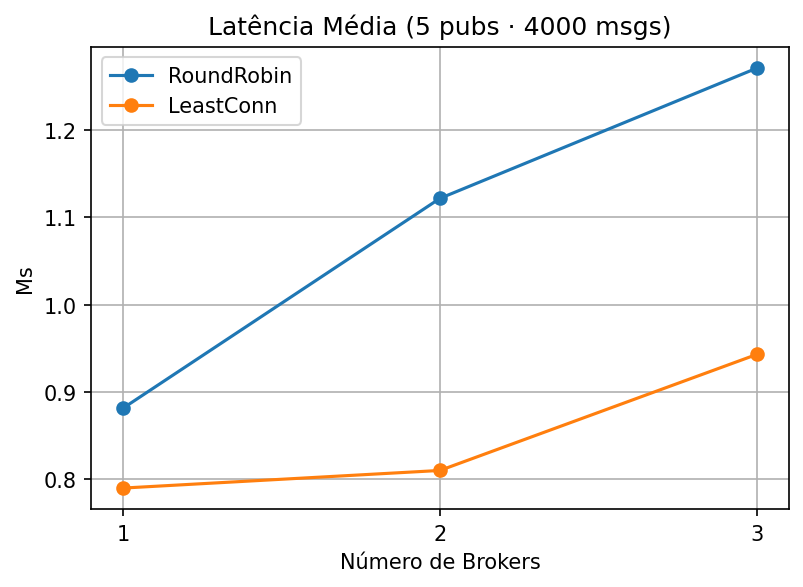 Latência Média (5 pubs · 4000 msgs)
RoundRobin
LeastConn
1.2
1.1
1.0
0.9
0.8
Ms
1 2 3
Número de Brokers